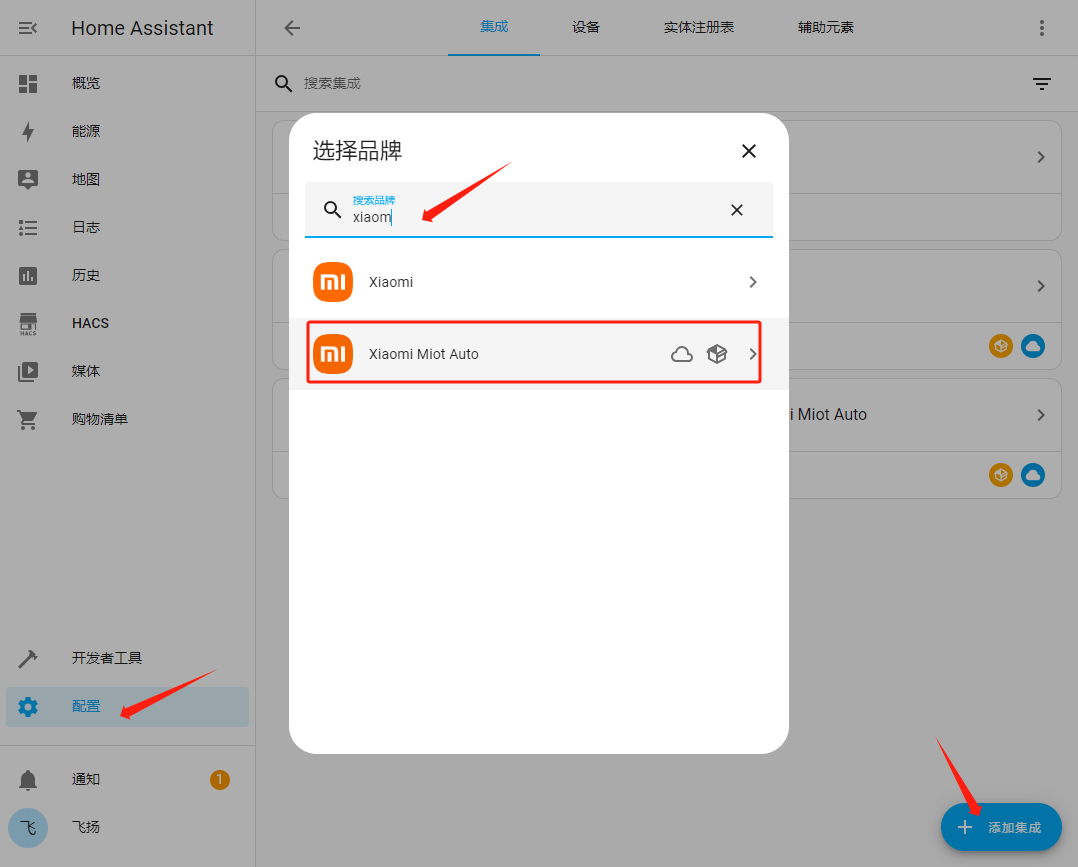 Home Assistant
集成
设备
实体注册表
辅助元素
概览
搜索集成
能源
选择品牌
地图
搜索品牌
xiaom
日志
历史
mi
Xiaomi
HACS
HACS
mi
Xiaomi Miot Auto
媒体
购物清单
i Miot Auto
开发者工具
配置
通知
1
飞
飞扬
添加集成